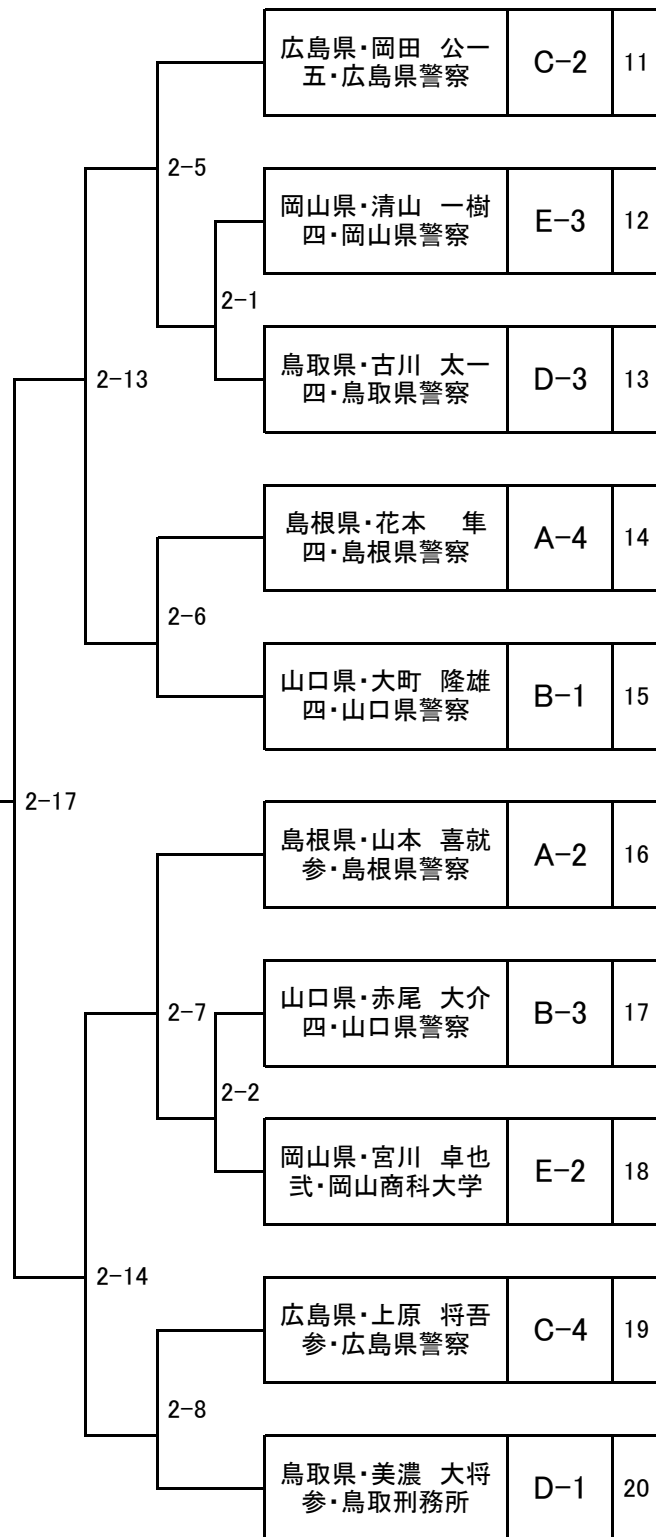 広島県・岡田 公一
五・広島県警察
C-2
11
2-5
岡山県・清山 一樹
四・岡山県警察
E-3
12
2-1
鳥取県・古川 太一
四・鳥取県警察
D-3
13
2-13
島根県・花本 隼
四・島根県警察
A-4
14
2-6
山口県・大町 隆雄
四・山口県警察
B-1
15
2-17
島根県・山本 喜就
参・島根県警察
A-2
16
2-7
山口県・赤尾 大介
四・山口県警察
B-3
17
2-2
岡山県・宮川 卓也
弐・岡山商科大学
E-2
18
2-14
広島県・上原 将吾
参・広島県警察
C-4
19
2-8
鳥取県・美濃 大将
参・鳥取刑務所
D-1
20